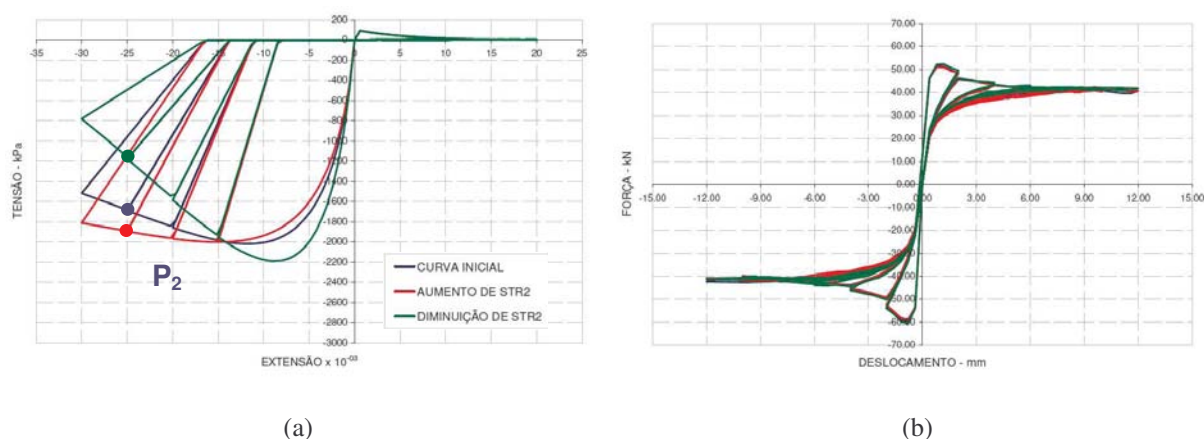 200
0
-200
-400
-600
-800
-1000
-1200
-1400
-1600
-1800
-2000
-2200
-2400
-2600
-2800
-3000
-35 -30 -25 -20 -15 -10 -5 0 5 10 15 20 25
TENSÃO - kPa
P2
CURVA INICIAL
AUMENTO DE STR2
DIMINUIÇÃO DE STR2
EXTENSÃO x 10-03
(a)
70.00
60.00
50.00
40.00
30.00
20.00
10.00
0.00
-10.00
-20.00
-30.00
-40.00
-50.00
-60.00
-70.00
-15.00 -12.00 -9.00 -6.00 -3.00 0.00 3.00 6.00 9.00 12.00 15.00
FORÇA - kN
DESLOCAMENTO - mm
(b)